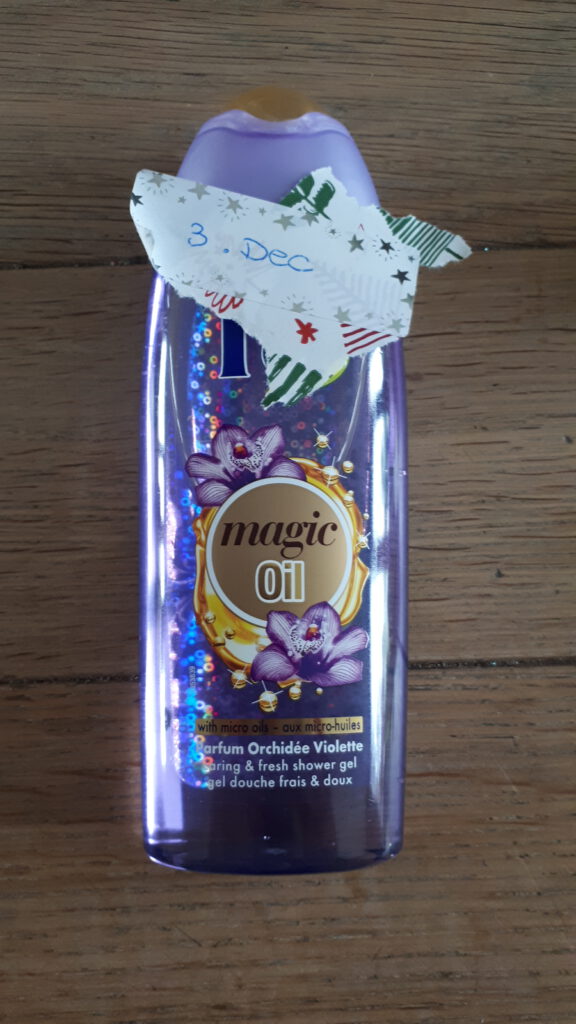 3. Dec
magic
Oil
with micro oils - aux micro-huiles
Parfum Orchidée Violette
caring & fresh shower gel
gel douche frais & doux